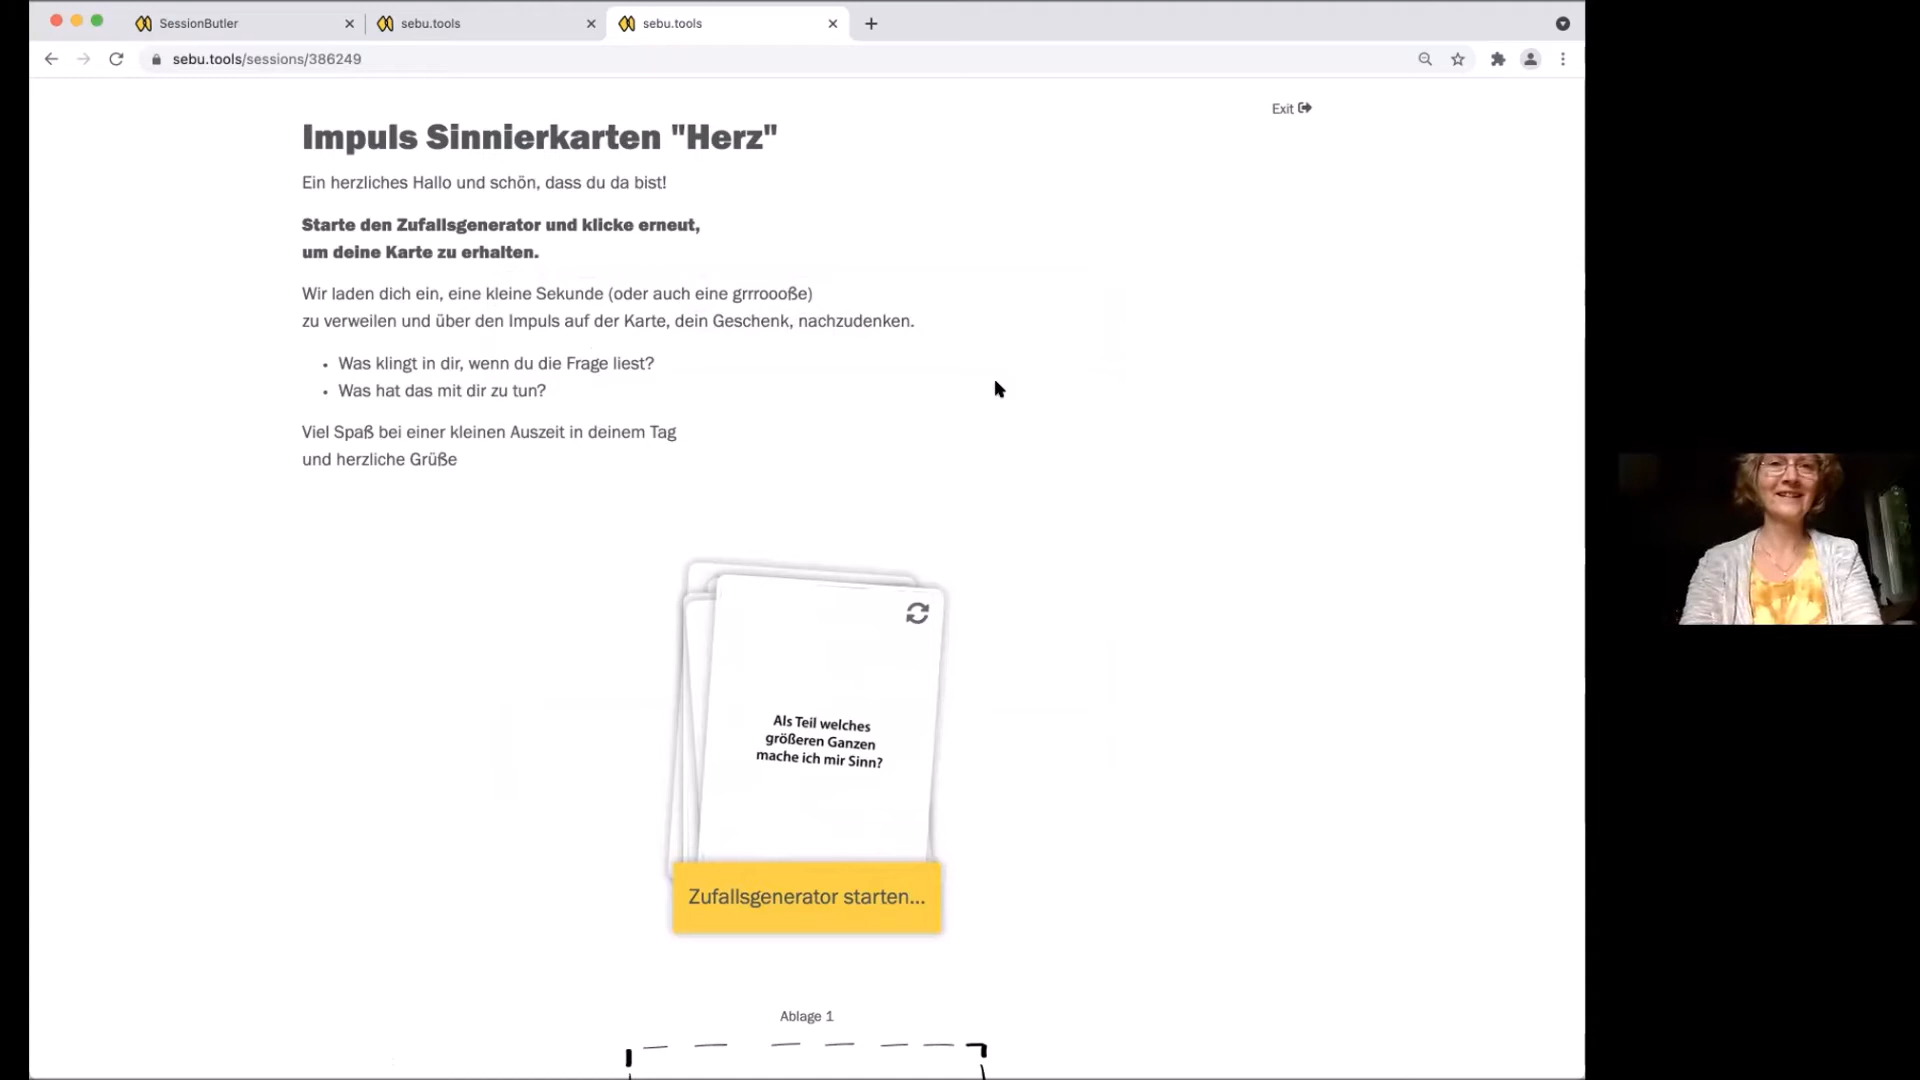 SessionButler
sebu.tools
sebu.tools
sebu.tools/sessions/386249
Exit
Impuls Sinnierkarten "Herz"
Ein herzliches Hallo und schön, dass du da bist!
Starte den Zufallsgenerator und klicke erneut,
um deine Karte zu erhalten.
Wir laden dich ein, eine kleine Sekunde (oder auch eine grrroooße)
zu verweilen und über den Impuls auf der Karte, dein Geschenk, nachzudenken.
• Was klingt in dir, wenn du die Frage liest?
• Was hat das mit dir zu tun?
Viel Spaß bei einer kleinen Auszeit in deinem Tag
und herzliche Grüße
Als Teil welches
größeren Ganzen
mache ich mir Sinn?
Zufallsgenerator starten...
Ablage 1